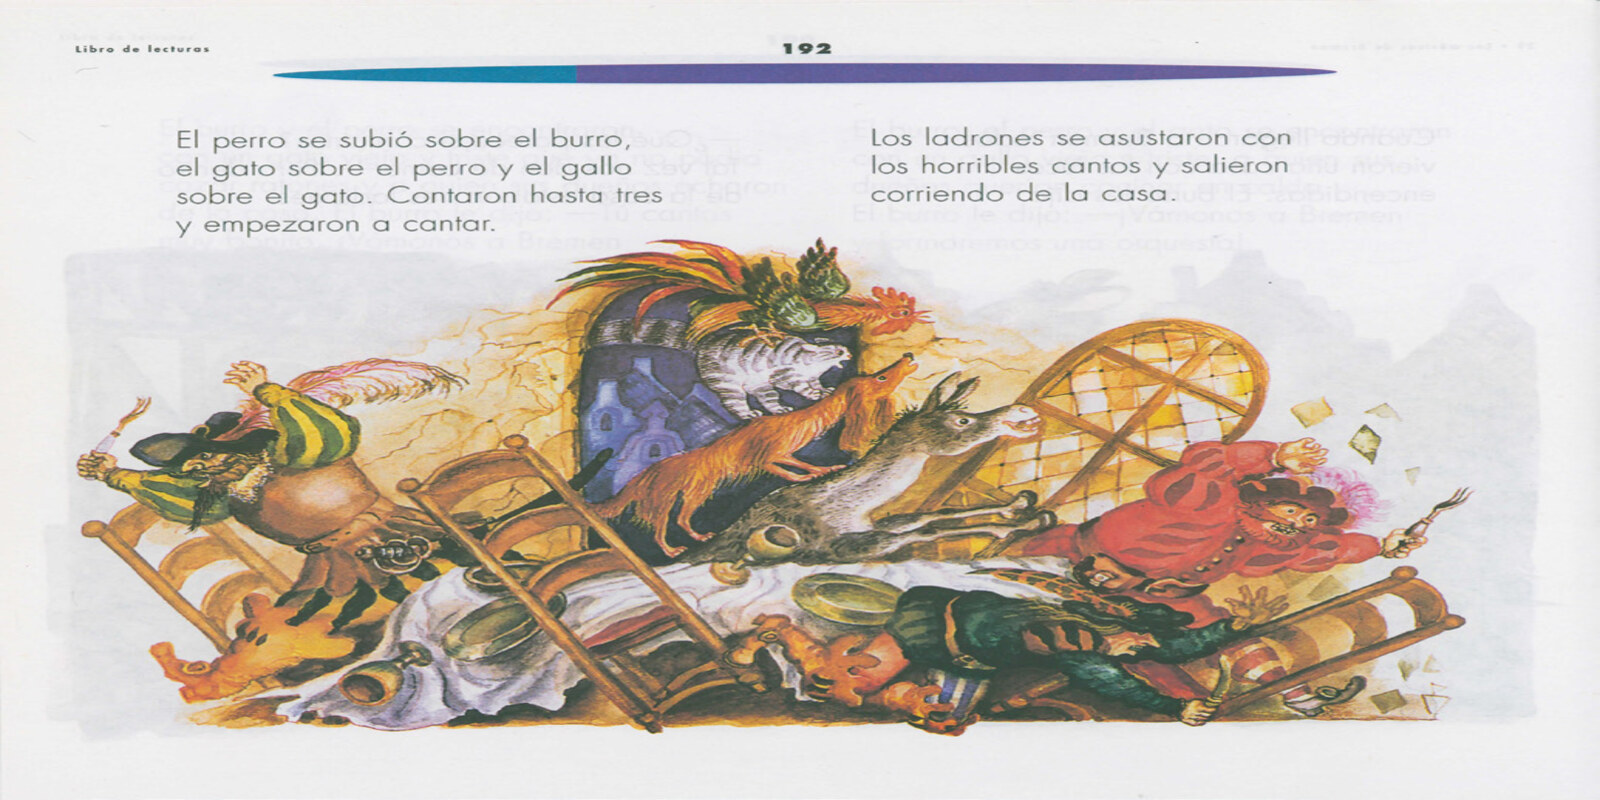 Libro de lecturas
192
El perro se subió sobre el burro,
el gato sobre el perro y el gallo
sobre el gato. Contaron hasta tres
y empezaron a cantar.
Los ladrones se asustaron con
los horribles cantos y salieron
corriendo de la casa.